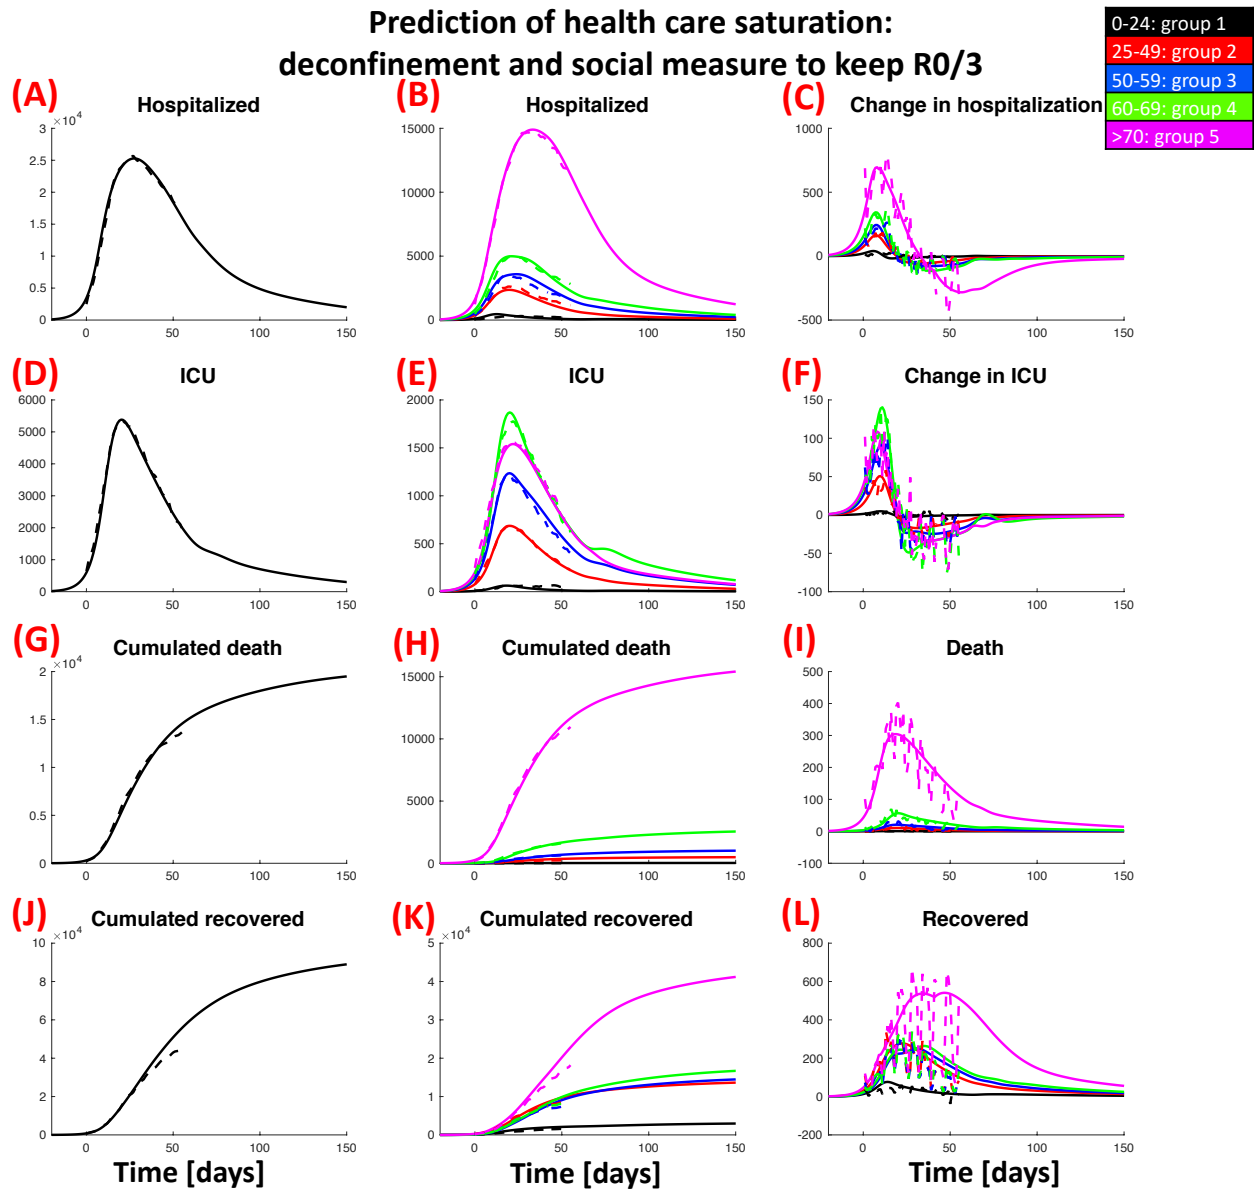 Prediction of health care saturation:
deconfinement and social measure to keep R0/3
0-24: group 1
25-49: group 2
50-59: group 3
60-69: group 4
>70: group 5
(A)
Hospitalized
×10⁴
3
2.5
2
1.5
1
0.5
0
0 50 100 150
(B)
Hospitalized
15000
10000
5000
0
0 50 100 150
(C)
Change in hospitalization
1000
500
0
-500
0 50 100 150
(D)
ICU
6000
5000
4000
3000
2000
1000
0
0 50 100 150
(E)
ICU
2000
1500
1000
500
0
0 50 100 150
(F)
Change in ICU
150
100
50
0
-50
-100
0 50 100 150
(G)
Cumulated death
×10⁴
2
1.5
1
0.5
0
0 50 100 150
(H)
Cumulated death
15000
10000
5000
0
0 50 100 150
(I)
Death
500
400
300
200
100
0
-100
0 50 100 150
(J)
Cumulated recovered
×10⁴
10
8
6
4
2
0
0 50 100 150
Time [days]
(K)
Cumulated recovered
×10⁴
5
4
3
2
1
0
0 50 100 150
Time [days]
(L)
Recovered
800
600
400
200
0
-200
0 50 100 150
Time [days]